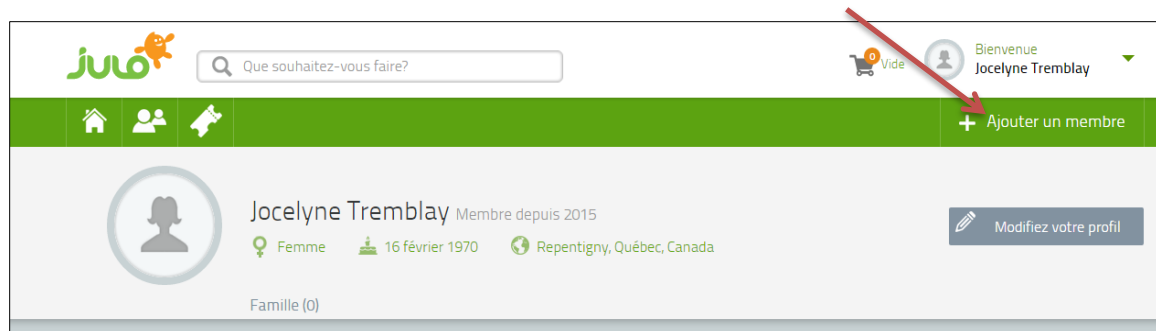 julo
Que souhaitez-vous faire?
0
Vide
Bienvenue
Jocelyne Tremblay
+ Ajouter un membre
Jocelyne Tremblay Membre depuis 2015
Femme 16 février 1970 Repentigny, Québec, Canada
Modifiez votre profil
Famille (0)